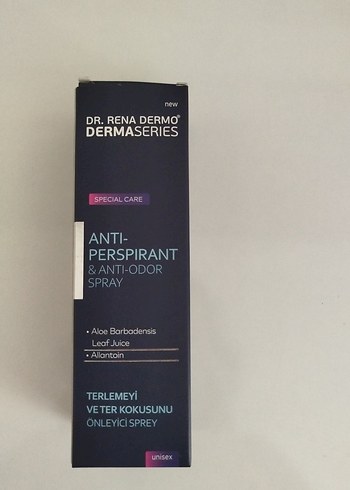 new
DR. RENA DERMO®
DERMASERIES
SPECIAL CARE
ANTI-
PERSPIRANT
& ANTI-ODOR
SPRAY
• Aloe Barbadensis
Leaf Juice
• Allantoin
TERLEMEYİ
VE TER KOKUSUNU
ÖNLEYİCİ SPREY
unisex